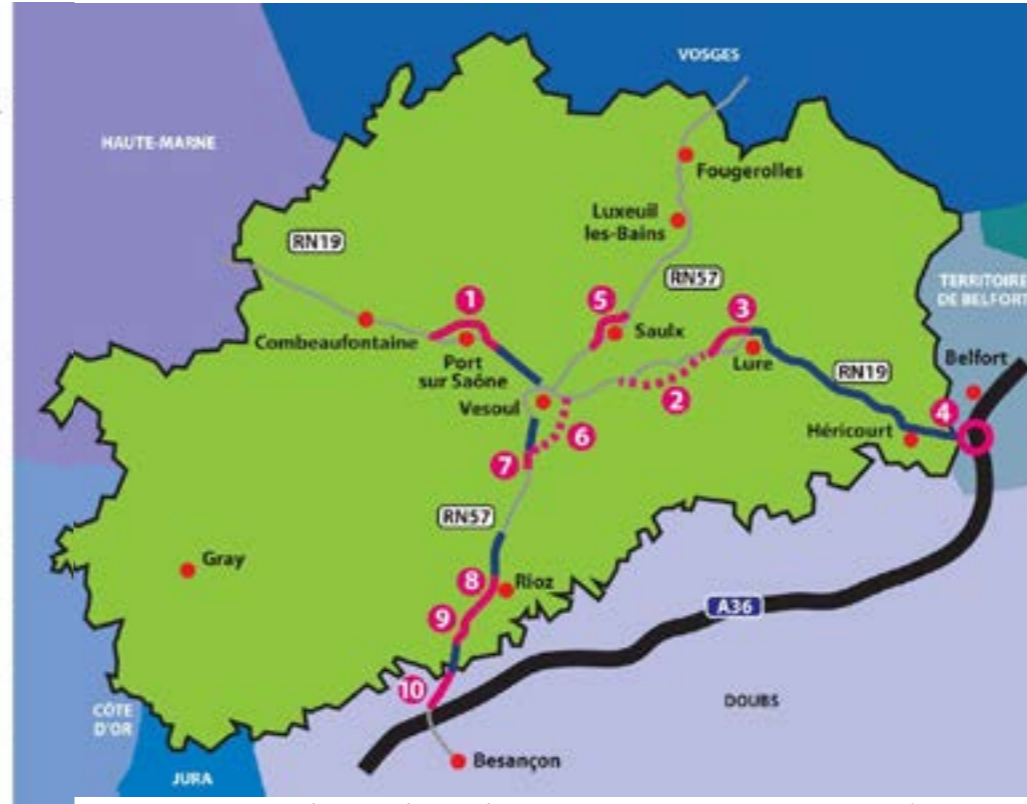 VOSGES
HAUTE-MARNE
Fougerolles
Luxeuil
les-Bains
RN19
RN57
TERRITOIRE
DE BELFORT
1
5
3
Combeaufontaine
Port
sur Saône
Saulx
Lure
Belfort
RN19
2
Vesoul
4
6
Héricourt
7
RN57
Gray
8
Rioz
A36
9
10
DOUBS
CÔTE
D'OR
Besançon
JURA